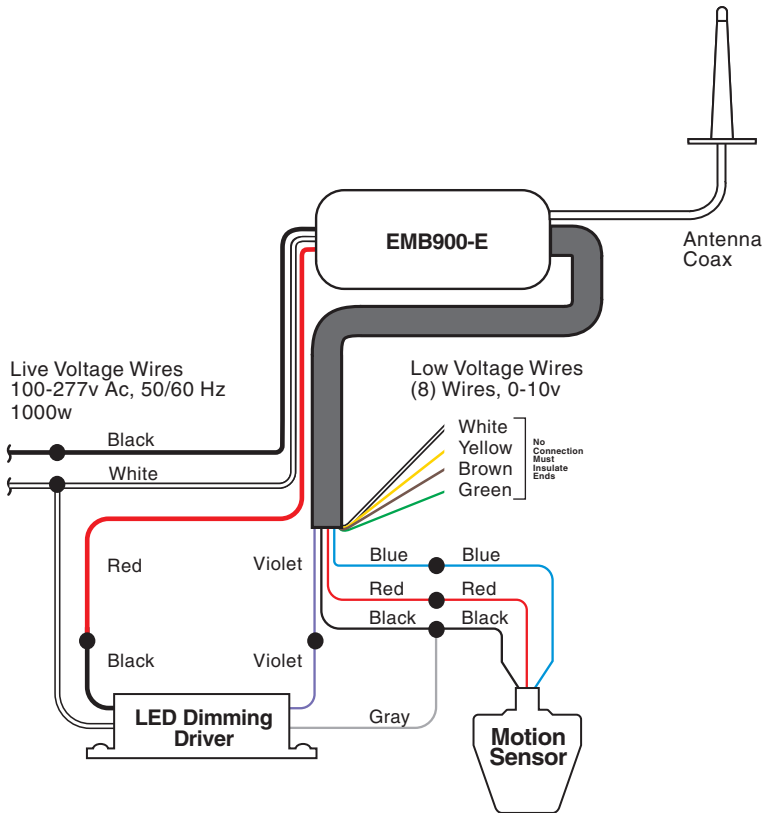 EMB900-E
Antenna
Coax
Live Voltage Wires
100-277v Ac, 50/60 Hz
1000w
Low Voltage Wires
(8) Wires, 0-10v
Black
White
White
Yellow
Brown
Green
No
Connection
Must
Insulate
Ends
Red
Violet
Blue
Blue
Red
Red
Black
Black
Black
Violet
Gray
LED Dimming
Driver
Motion
Sensor